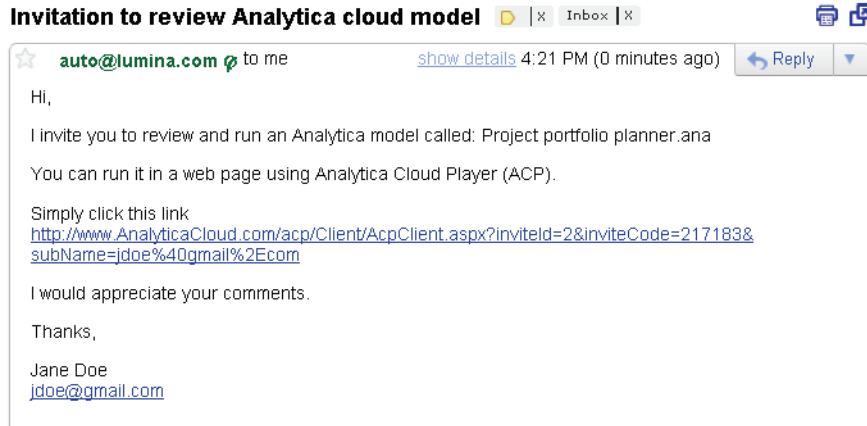 Invitation to review Analytica cloud model x Inbox x
auto@lumina.com to me show details 4:21 PM (0 minutes ago) Reply
Hi,
I invite you to review and run an Analytica model called: Project portfolio planner.ana
You can run it in a web page using Analytica Cloud Player (ACP).
Simply click this link
http://www.AnalyticaCloud.com/acp/Client/AcpClient.aspx?inviteId=2&inviteCode=217183&
subName=jdoe%40gmail%2Ecom
I would appreciate your comments.
Thanks,
Jane Doe
jdoe@gmail.com